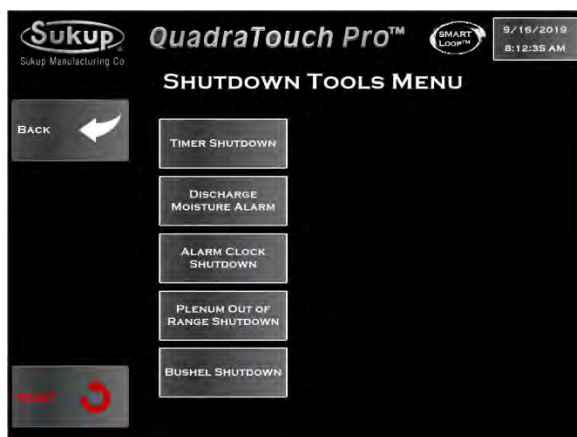 Sukup
Sukup Manufacturing Co
QuadraTouch Pro™
SMART
LOOP™
9/16/2019
8:12:35 AM
SHUTDOWN TOOLS MENU
BACK
TIMER SHUTDOWN
DISCHARGE
MOISTURE ALARM
ALARM CLOCK
SHUTDOWN
PLENUM OUT OF
RANGE SHUTDOWN
BUSHEL SHUTDOWN
RESET